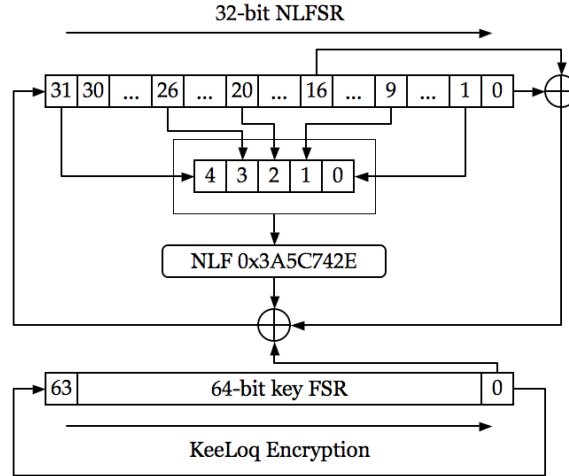 32-bit NLFSR
31 30 ... 26 ... 20 ... 16 ... 9 ... 1 0
4 3 2 1 0
NLF 0x3A5C742E
63 64-bit key FSR 0
KeeLoq Encryption